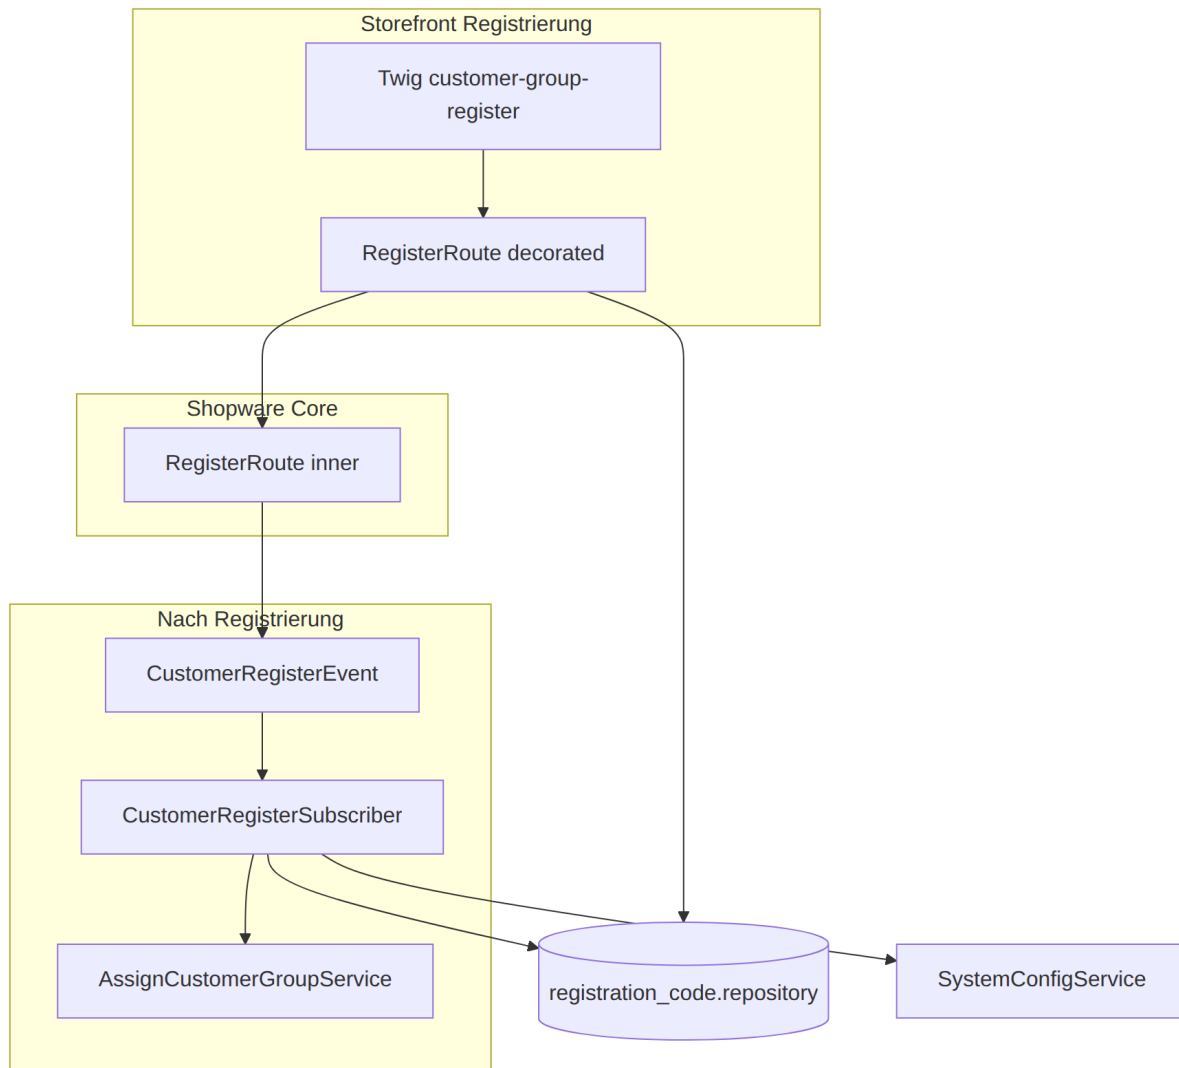 Storefront Registrierung
Twig customer-group-
register
RegisterRoute decorated
Shopware Core
RegisterRoute inner
Nach Registrierung
CustomerRegisterEvent
CustomerRegisterSubscriber
AssignCustomerGroupService
registration_code.repository
SystemConfigService